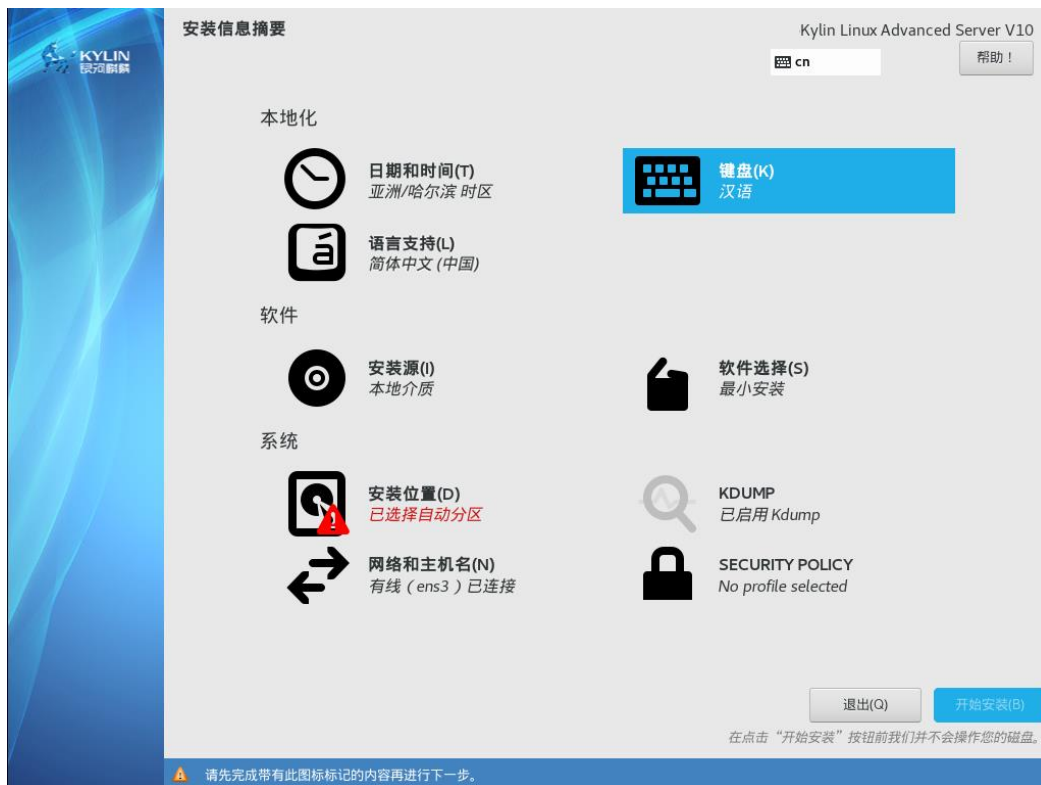 KYLIN
银河麒麟
安装信息摘要
Kylin Linux Advanced Server V10
cn
帮助！
本地化
日期和时间(T)
亚洲/哈尔滨 时区
键盘(K)
汉语
á
语言支持(L)
简体中文 (中国)
软件
安装源(I)
本地介质
软件选择(S)
最小安装
系统
安装位置(D)
已选择自动分区
KDUMP
已启用 Kdump
网络和主机名(N)
有线（ens3）已连接
SECURITY POLICY
No profile selected
退出(Q)
开始安装(B)
在点击“开始安装”按钮前我们并不会操作您的磁盘。
请先完成带有此图标标记的内容再进行下一步。